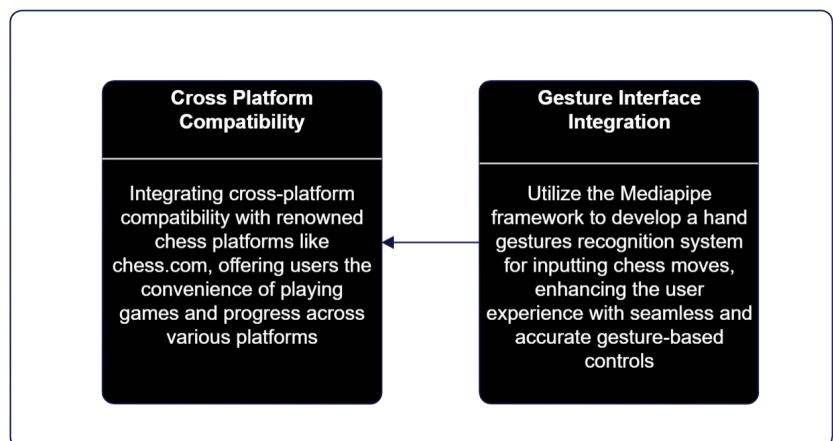 Cross Platform
Compatibility
Integrating cross-platform
compatibility with renowned
chess platforms like
chess.com, offering users the
convenience of playing
games and progress across
various platforms
Gesture Interface
Integration
Utilize the Mediapipe
framework to develop a hand
gestures recognition system
for inputting chess moves,
enhancing the user
experience with seamless and
accurate gesture-based
controls